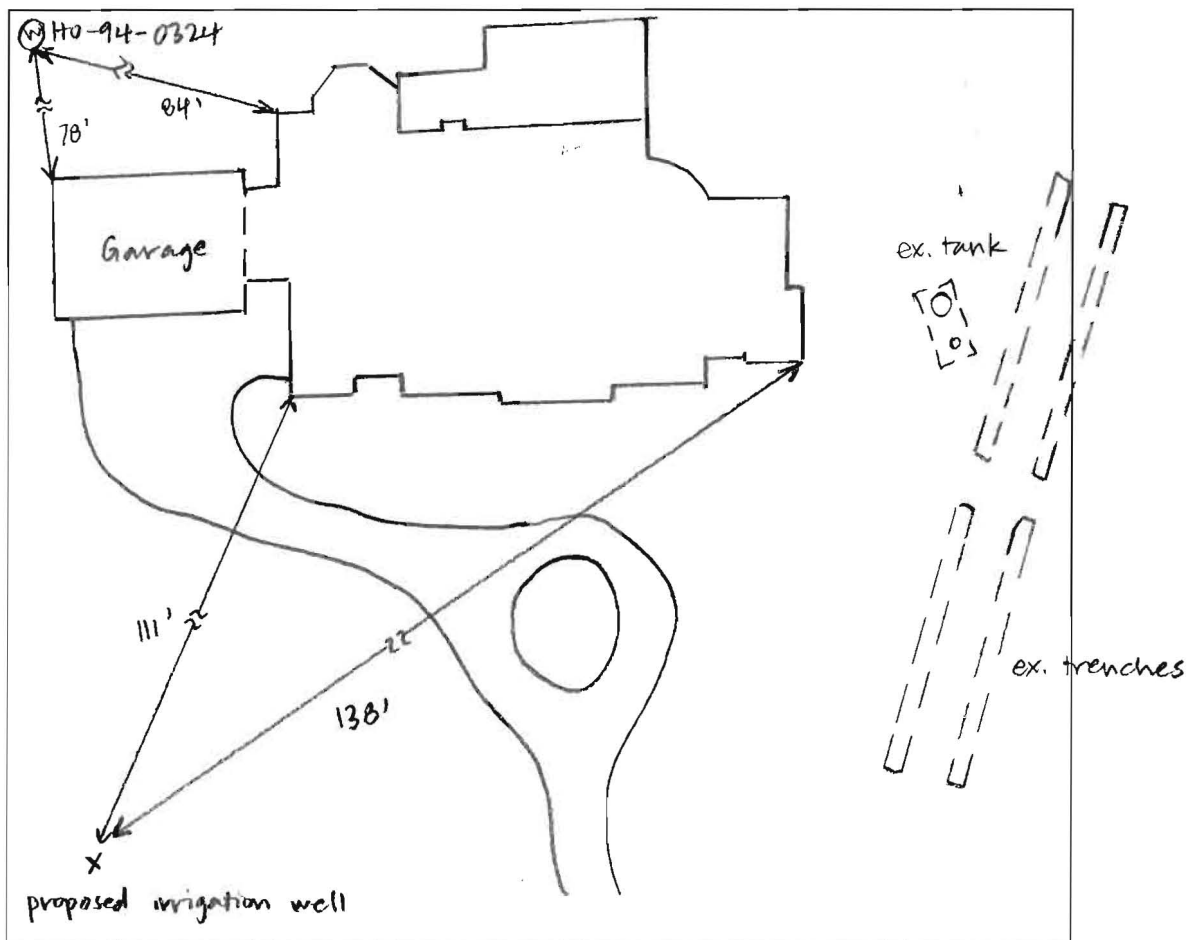 W HO-94-0324
84'
78'
Garage
ex. tank
111'
138'
ex. trenches
X
proposed irrigation well